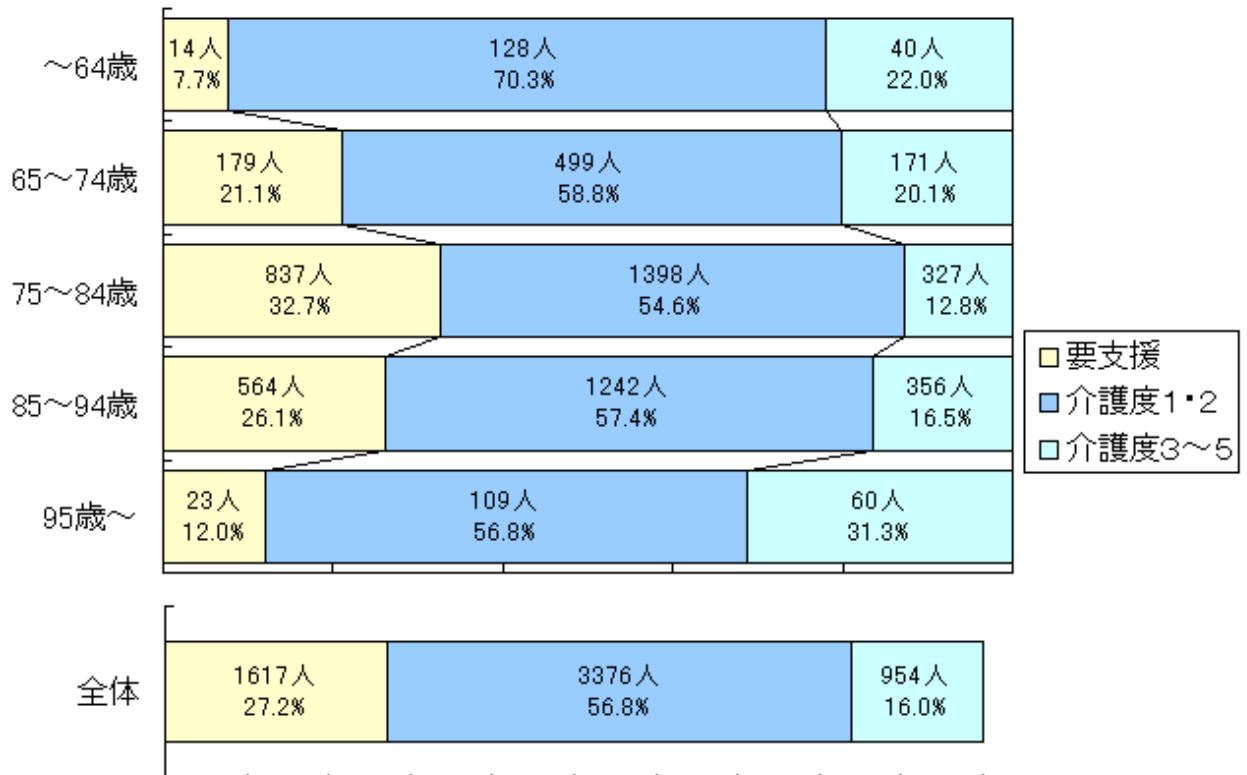 ～64歳
14人
7.7%
128人
70.3%
40人
22.0%
65～74歳
179人
21.1%
499人
58.8%
171人
20.1%
75～84歳
837人
32.7%
1398人
54.6%
327人
12.8%
85～94歳
564人
26.1%
1242人
57.4%
356人
16.5%
95歳～
23人
12.0%
109人
56.8%
60人
31.3%
要支援
介護度1・2
介護度3～5
全体
1617人
27.2%
3376人
56.8%
954人
16.0%